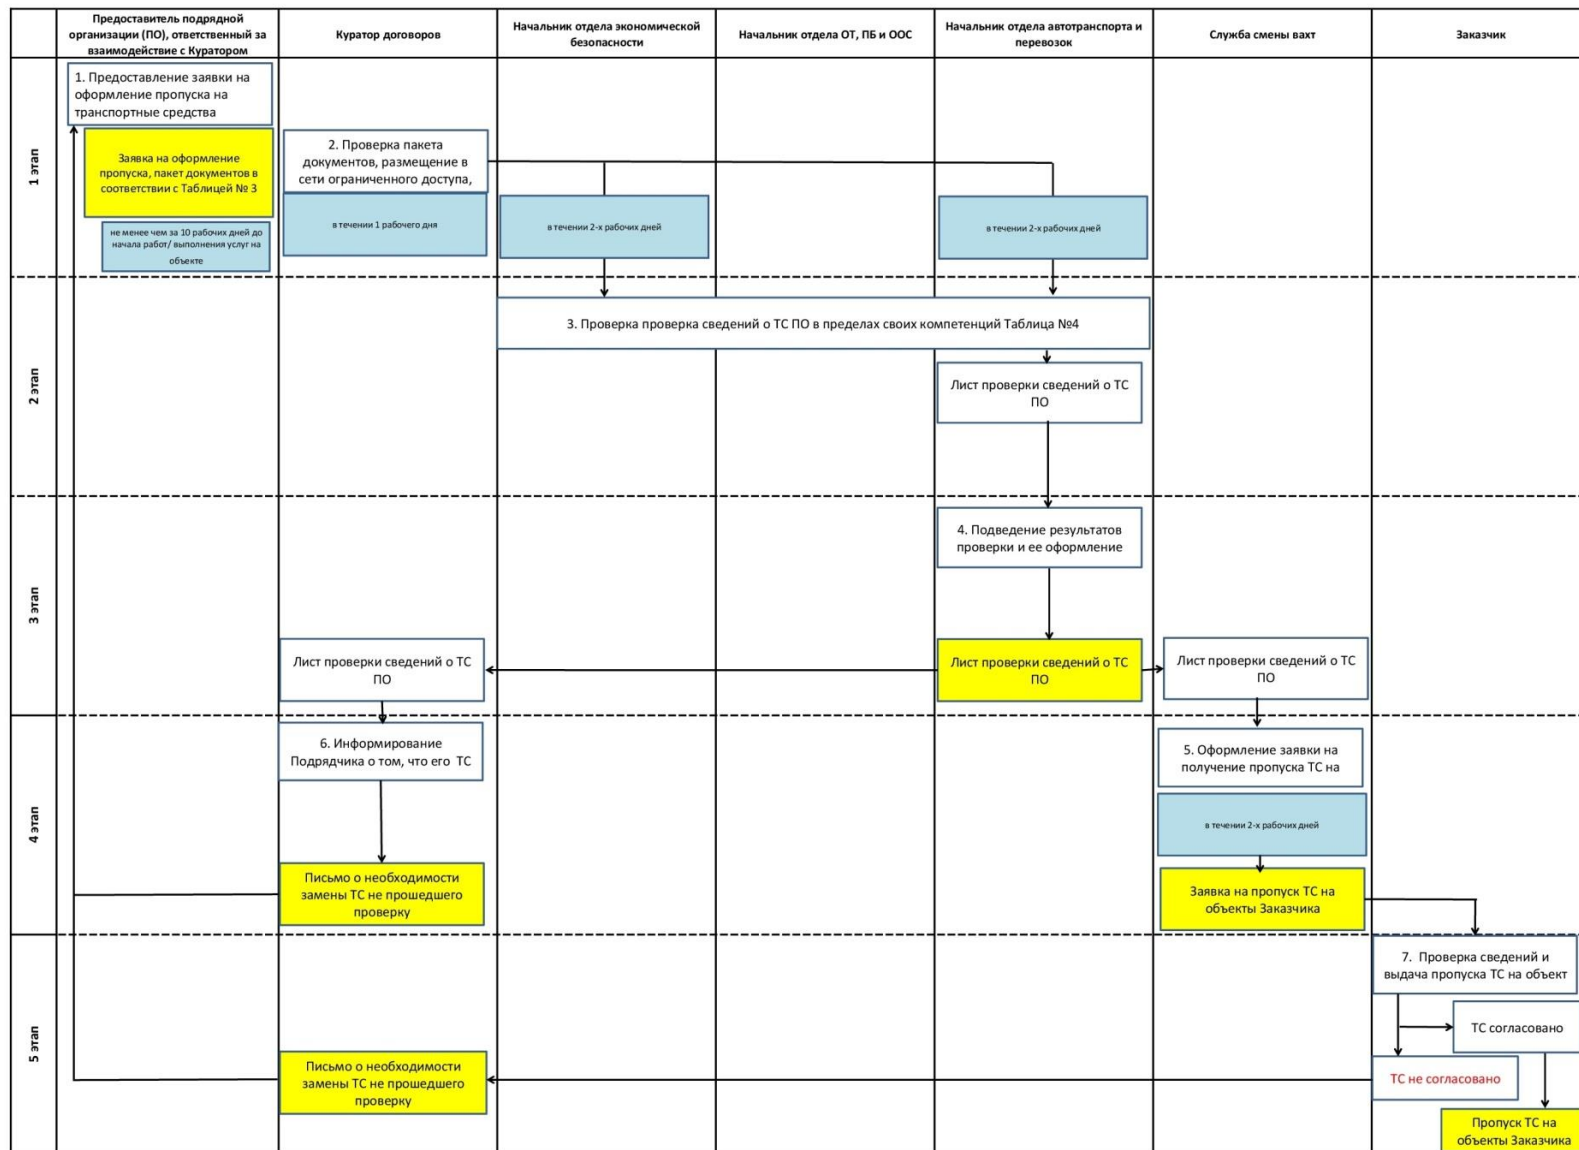 Предоставитель подрядной
организации (ПО), ответственный за
взаимодействие с Куратором
Куратор договоров
Начальник отдела экономической
безопасности
Начальник отдела ОТ, ПБ и ООС
Начальник отдела автотранспорта и
перевозок
Служба смены вахт
Заказчик
1 этап
1. Предоставление заявки на
оформление пропуска на
транспортные средства
Заявка на оформление
пропуска, пакет документов в
соответствии с Таблицей № 3
не менее чем за 10 рабочих дней до
начала работ/ выполнения услуг на
объекте
2. Проверка пакета
документов, размещение в
сети ограниченного доступа,
в течении 1 рабочего дня
в течении 2-х рабочих дней
в течении 2-х рабочих дней
2 этап
3. Проверка проверка сведений о ТС ПО в пределах своих компетенций Таблица №4
Лист проверки сведений о ТС
ПО
3 этап
4. Подведение результатов
проверки и ее оформление
Лист проверки сведений о ТС
ПО
Лист проверки сведений о ТС
ПО
Лист проверки сведений о ТС
ПО
4 этап
6. Информирование
Подрядчика о том, что его ТС
5. Оформление заявки на
получение пропуска ТС на
в течении 2-х рабочих дней
Письмо о необходимости
замены ТС не прошедшего
проверку
Заявка на пропуск ТС на
объекты Заказчика
5 этап
7. Проверка сведений и
выдача пропуска ТС на объект
ТС согласовано
Письмо о необходимости
замены ТС не прошедшего
проверку
ТС не согласовано
Пропуск ТС на
объекты Заказчика